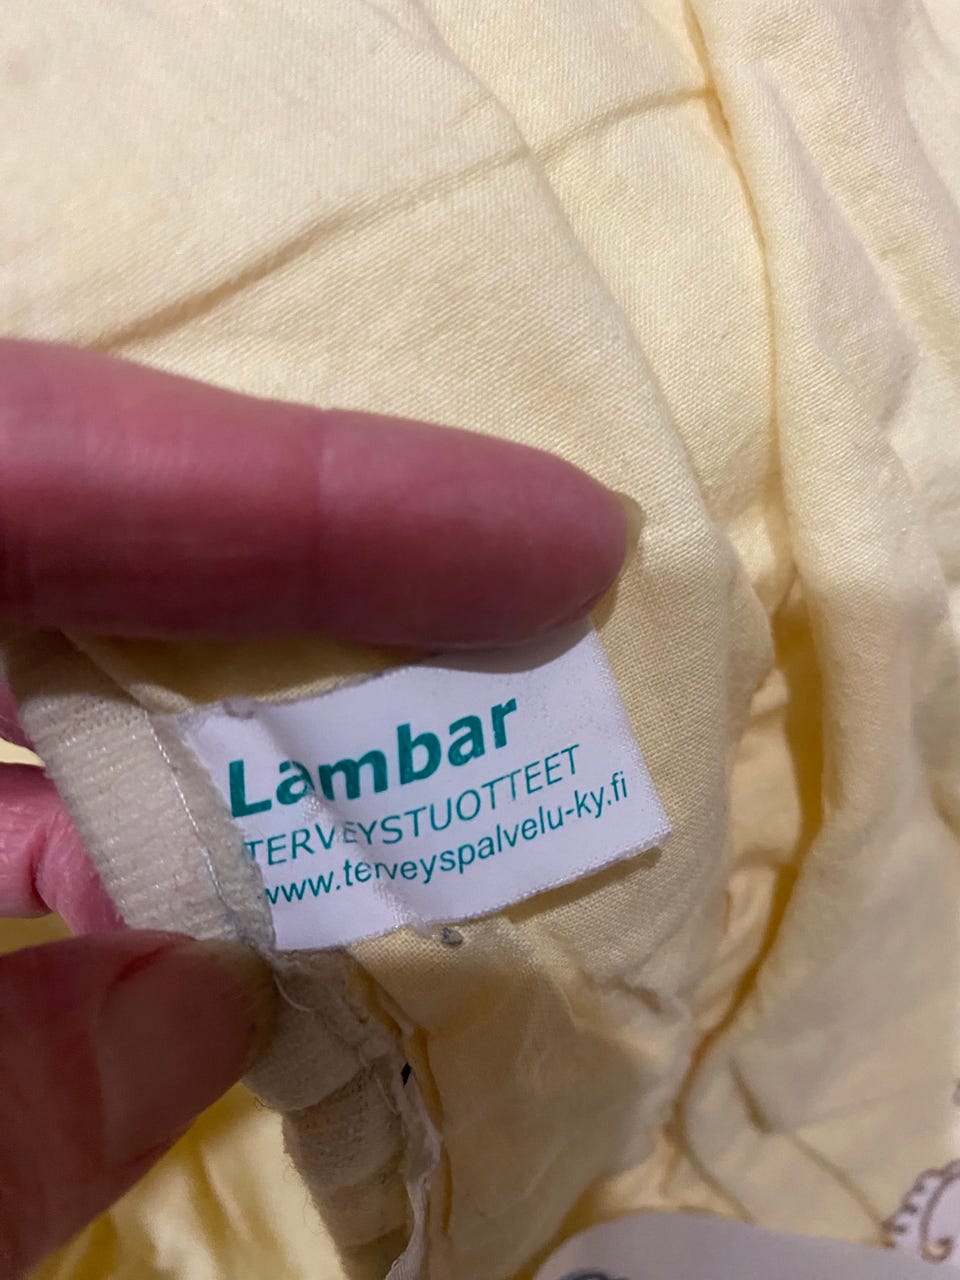 Lambar
TERVEYSTUOTTEET
www.terveyspalvelu-ky.fi